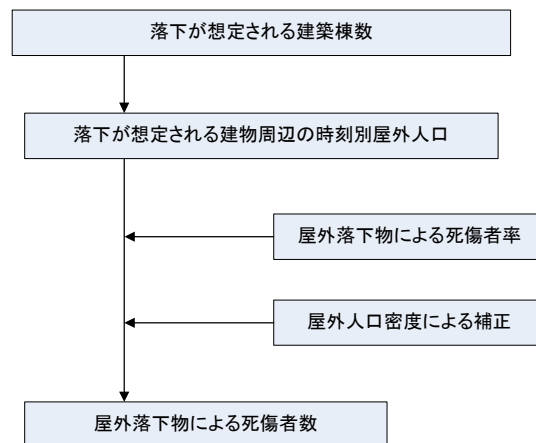 落下が想定される建築棟数
落下が想定される建物周辺の時刻別屋外人口
屋外落下物による死傷者率
屋外人口密度による補正
屋外落下物による死傷者数